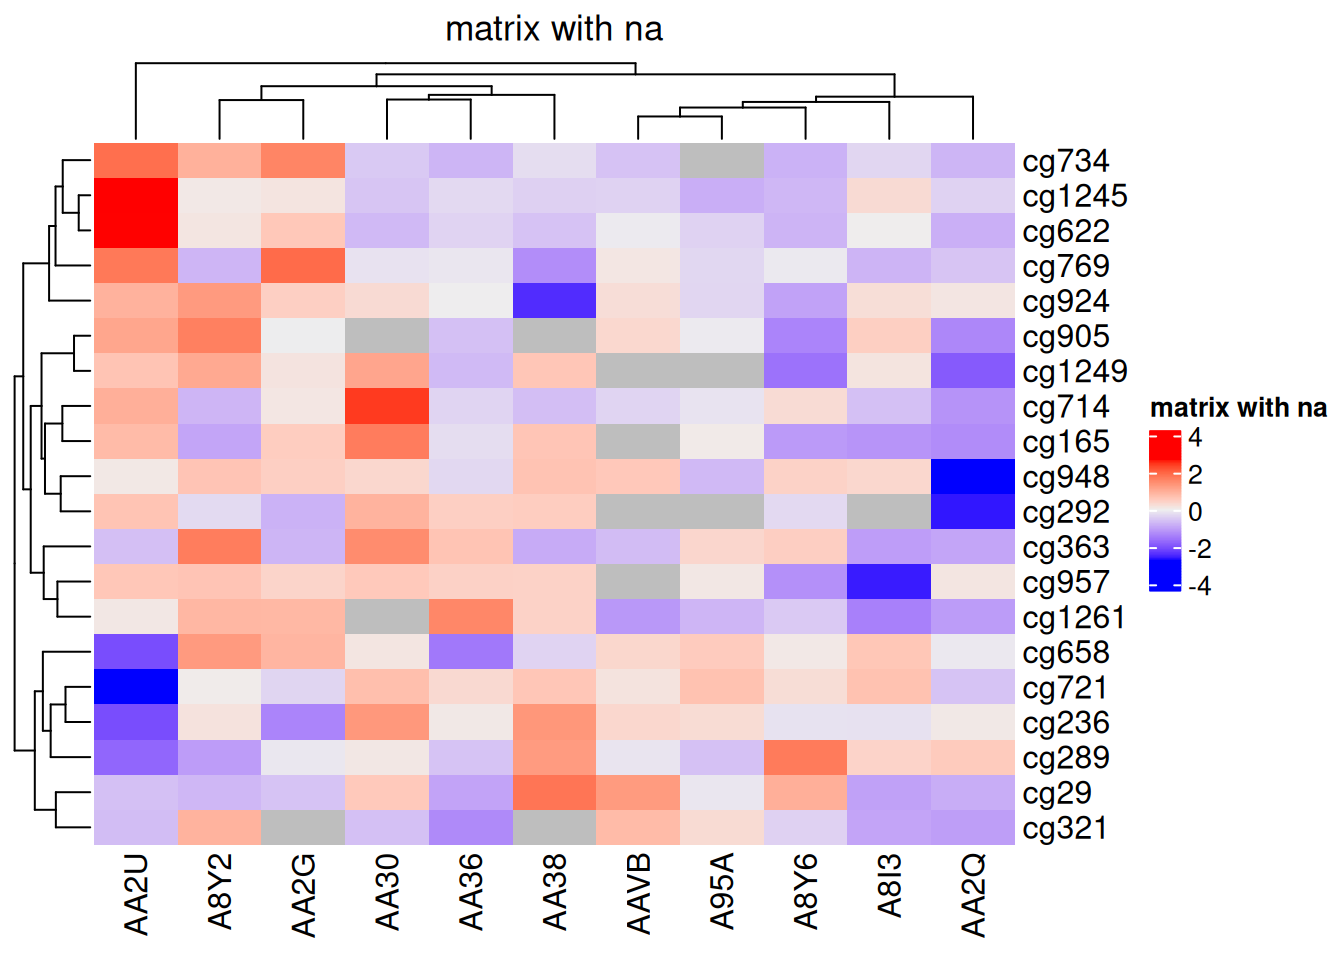 matrix with na
cg734
cg1245
cg622
cg769
cg924
cg905
cg1249
cg714
cg165
cg948
cg292
cg363
cg957
cg1261
cg658
cg721
cg236
cg289
cg29
cg321
AA2U
A8Y2
AA2G
AA30
AA36
AA38
AAVB
A95A
A8Y6
A8I3
AA2Q
matrix with na
4
2
0
-2
-4